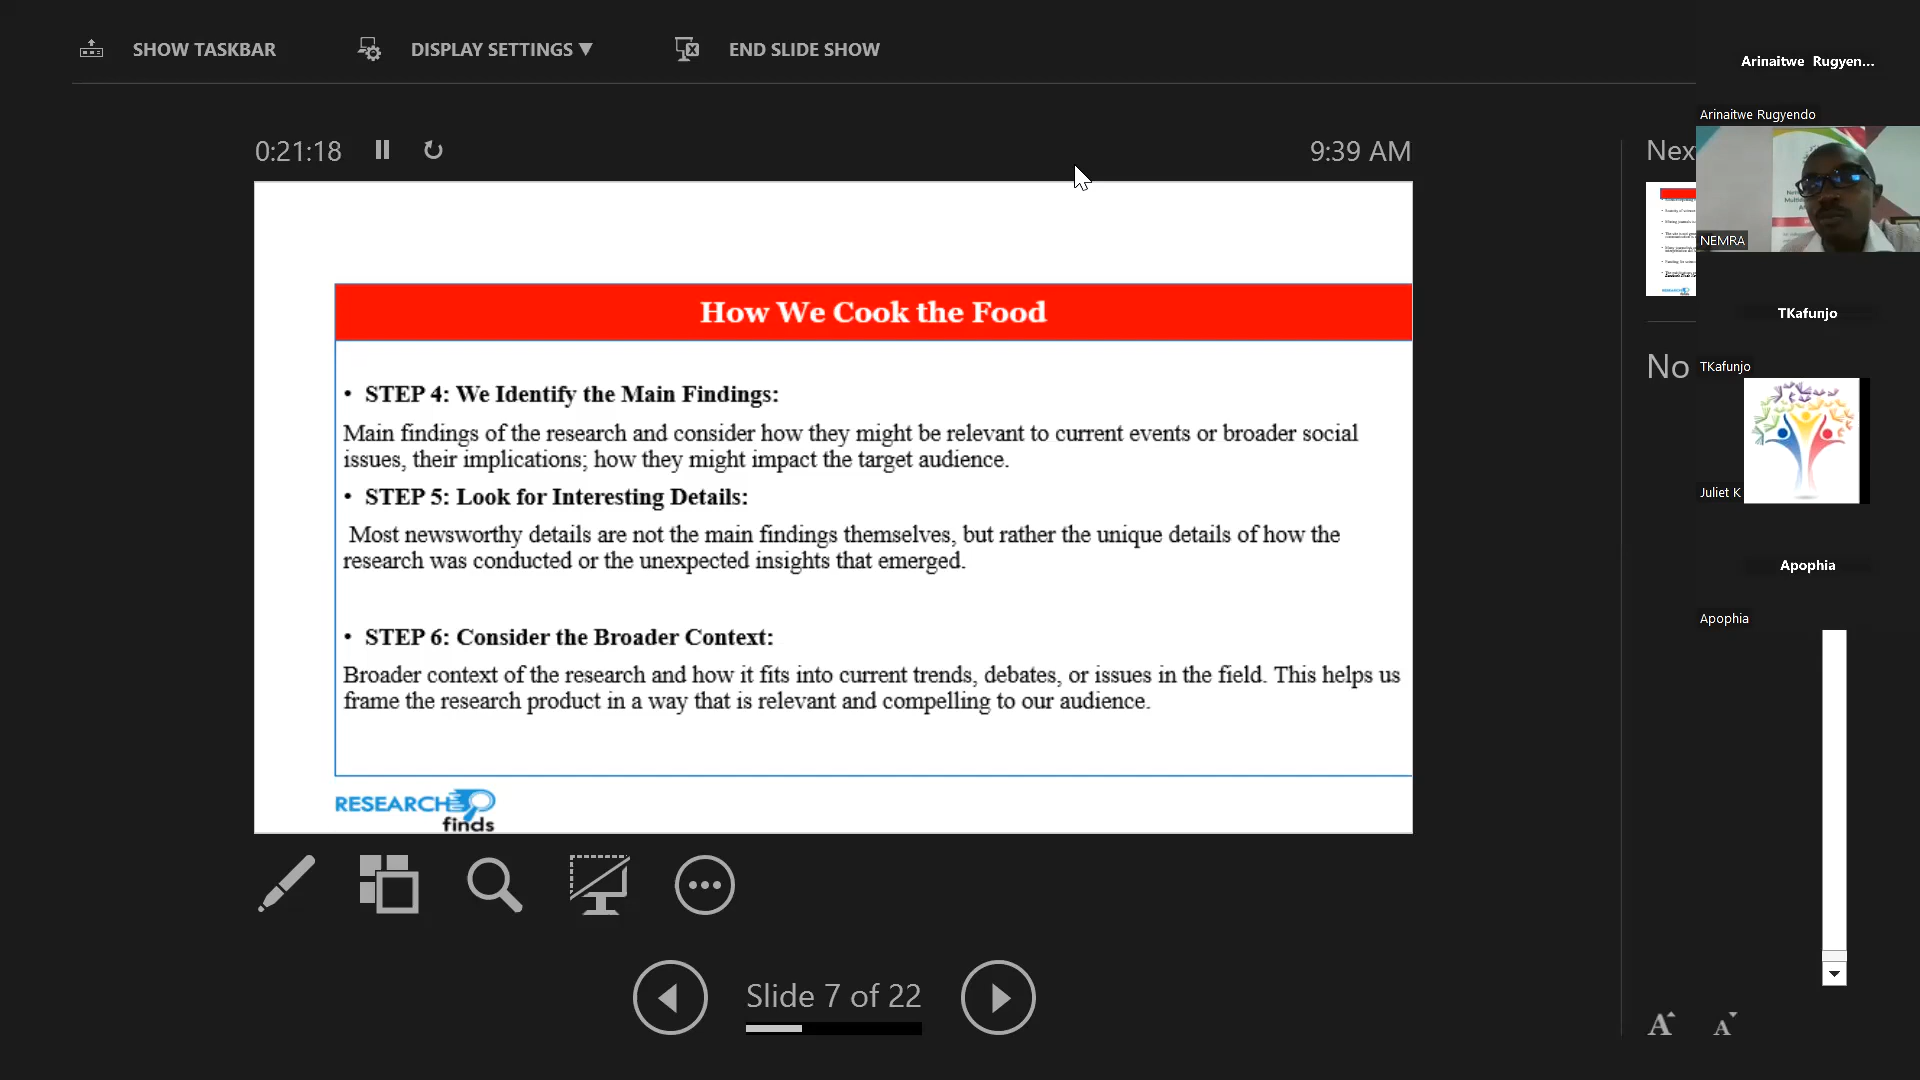 SHOW TASKBAR
DISPLAY SETTINGS ▼
END SLIDE SHOW
0:21:18
9:39 AM
How We Cook the Food
• STEP 4: We Identify the Main Findings:
Main findings of the research and consider how they might be relevant to current events or broader social
issues, their implications; how they might impact the target audience.
• STEP 5: Look for Interesting Details:
Most newsworthy details are not the main findings themselves, but rather the unique details of how the
research was conducted or the unexpected insights that emerged.
• STEP 6: Consider the Broader Context:
Broader context of the research and how it fits into current trends, debates, or issues in the field. This helps us
frame the research product in a way that is relevant and compelling to our audience.
RESEARCH
finds
Slide 7 of 22
Nex
No
A A
Arinaitwe Rugyen...
Arinaitwe Rugyendo
NEMRA
TKafunjo
TKafunjo
Juliet K
Apophia
Apophia